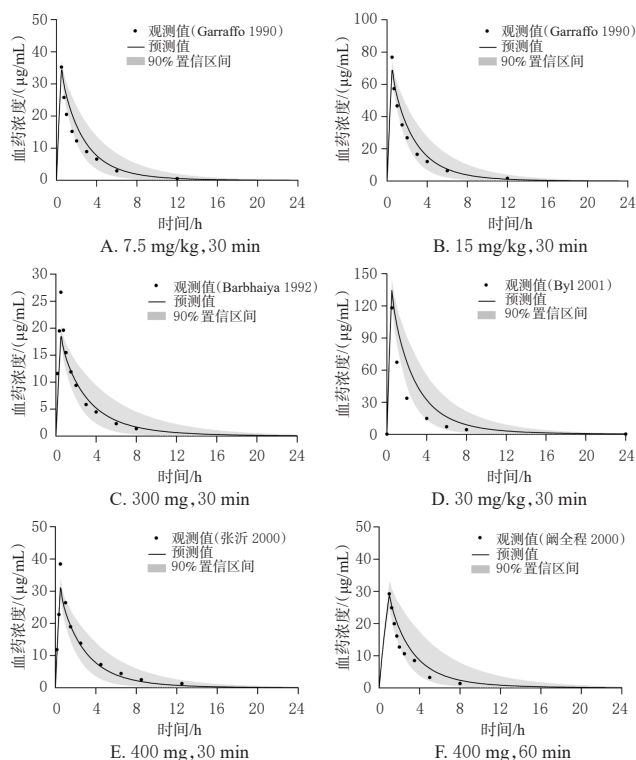 50
40
30
20
10
0
血药浓度/(μg/mL)
观测值(Garraffo 1990)
预测值
90% 置信区间
0 4 8 12 16 20 24
时间/h
A. 7.5 mg/kg,30 min
100
80
60
40
20
0
血药浓度/(μg/mL)
观测值(Garraffo 1990)
预测值
90% 置信区间
0 4 8 12 16 20 24
时间/h
B. 15 mg/kg,30 min
30
25
20
15
10
5
0
血药浓度/(μg/mL)
观测值(Barbhaiya 1992)
预测值
90% 置信区间
0 4 8 12 16 20 24
时间/h
C. 300 mg,30 min
150
120
90
60
30
0
血药浓度/(μg/mL)
观测值(Byl 2001)
预测值
90% 置信区间
0 4 8 12 16 20 24
时间/h
D. 30 mg/kg,30 min
50
40
30
20
10
0
血药浓度/(μg/mL)
观测值(张沂 2000)
预测值
90% 置信区间
0 4 8 12 16 20 24
时间/h
E. 400 mg,30 min
50
40
30
20
10
0
血药浓度/(μg/mL)
观测值(阚全程 2000)
预测值
90% 置信区间
0 4 8 12 16 20 24
时间/h
F. 400 mg,60 min